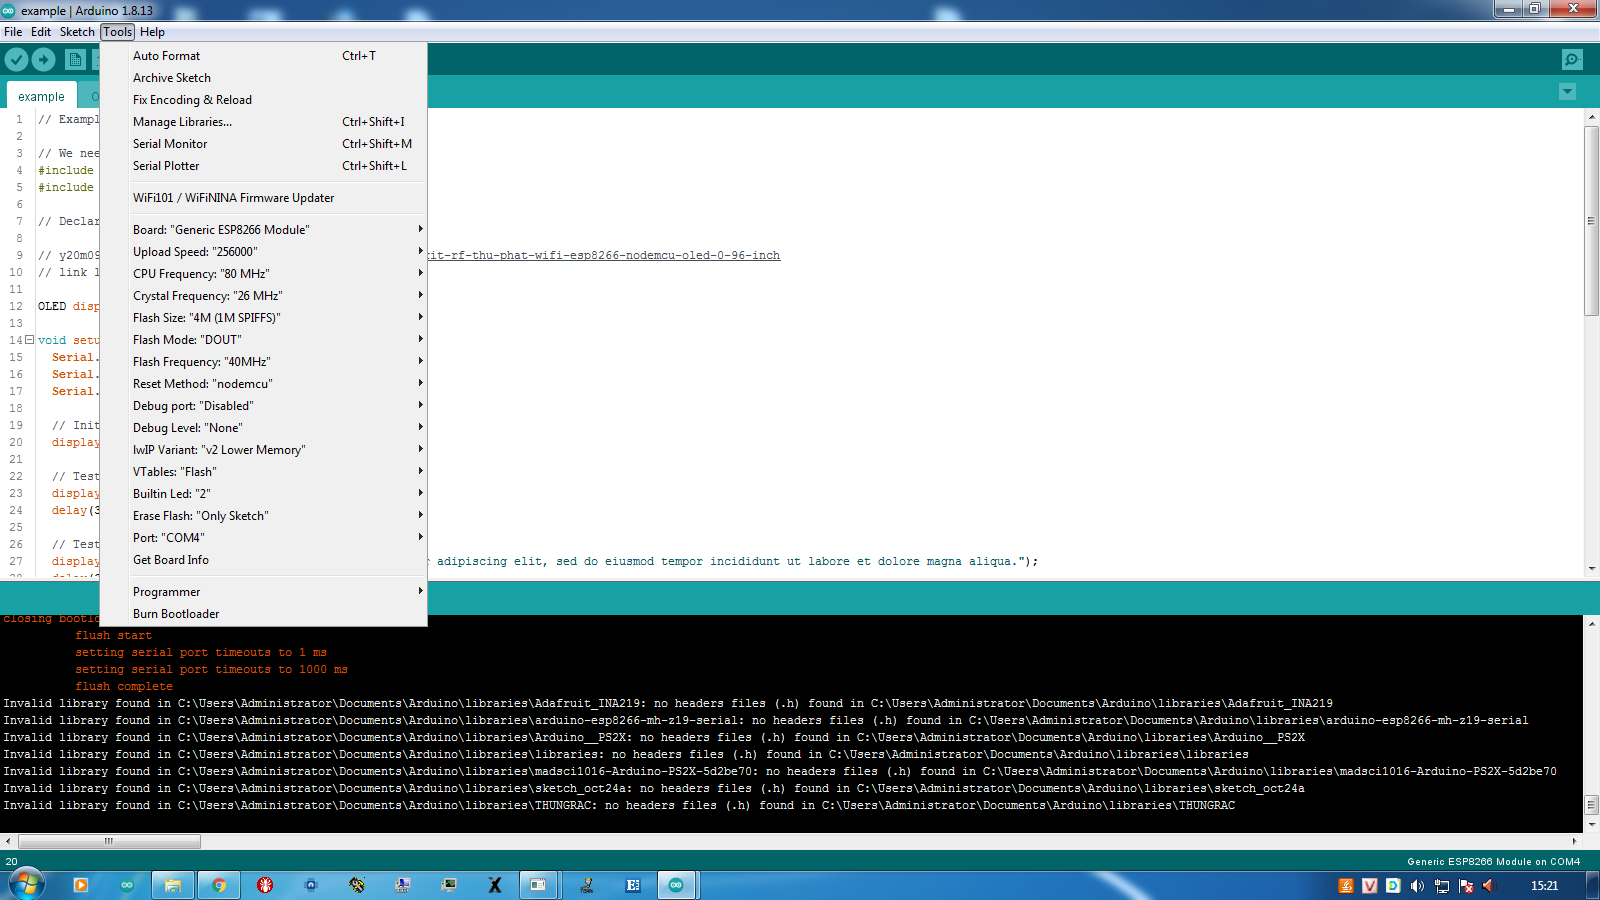 example | Arduino 1.8.13
File Edit Sketch Tools Help
Auto Format Ctrl+T
Archive Sketch
Fix Encoding & Reload
Manage Libraries... Ctrl+Shift+I
Serial Monitor Ctrl+Shift+M
Serial Plotter Ctrl+Shift+L
WiFi101 / WiFiNINA Firmware Updater
Board: "Generic ESP8266 Module"
Upload Speed: "256000"
CPU Frequency: "80 MHz"
Crystal Frequency: "26 MHz"
Flash Size: "4M (1M SPIFFS)"
Flash Mode: "DOUT"
Flash Frequency: "40MHz"
Reset Method: "nodemcu"
Debug port: "Disabled"
Debug Level: "None"
lwIP Variant: "v2 Lower Memory"
VTables: "Flash"
Builtin Led: "2"
Erase Flash: "Only Sketch"
Port: "COM4"
Get Board Info
Programmer
Burn Bootloader
example O
1 // Exampl
2
3 // We nee
4 #include
5 #include
6
7 // Declar
8
9 // y20m09 it-rf-thu-phat-wifi-esp8266-nodemcu-oled-0-96-inch
10 // link l
11
12 OLED disp
13
14 void setu
15 Serial.
16 Serial.
17 Serial.
18
19 // Init
20 display
21
22 // Test
23 display
24 delay(3
25
26 // Test
27 display r adipiscing elit, sed do eiusmod tempor incididunt ut labore et dolore magna aliqua.");
closing bootl
flush start
setting serial port timeouts to 1 ms
setting serial port timeouts to 1000 ms
flush complete
Invalid library found in C:\Users\Administrator\Documents\Arduino\libraries\Adafruit_INA219: no headers files (.h) found in C:\Users\Administrator\Documents\Arduino\libraries\Adafruit_INA219
Invalid library found in C:\Users\Administrator\Documents\Arduino\libraries\arduino-esp8266-mh-z19-serial: no headers files (.h) found in C:\Users\Administrator\Documents\Arduino\libraries\arduino-esp8266-mh-z19-serial
Invalid library found in C:\Users\Administrator\Documents\Arduino\libraries\Arduino__PS2X: no headers files (.h) found in C:\Users\Administrator\Documents\Arduino\libraries\Arduino__PS2X
Invalid library found in C:\Users\Administrator\Documents\Arduino\libraries\libraries: no headers files (.h) found in C:\Users\Administrator\Documents\Arduino\libraries\libraries
Invalid library found in C:\Users\Administrator\Documents\Arduino\libraries\madsci1016-Arduino-PS2X-5d2be70: no headers files (.h) found in C:\Users\Administrator\Documents\Arduino\libraries\madsci1016-Arduino-PS2X-5d2be70
Invalid library found in C:\Users\Administrator\Documents\Arduino\libraries\sketch_oct24a: no headers files (.h) found in C:\Users\Administrator\Documents\Arduino\libraries\sketch_oct24a
Invalid library found in C:\Users\Administrator\Documents\Arduino\libraries\THUNGRAC: no headers files (.h) found in C:\Users\Administrator\Documents\Arduino\libraries\THUNGRAC
20 Generic ESP8266 Module on COM4
15:21